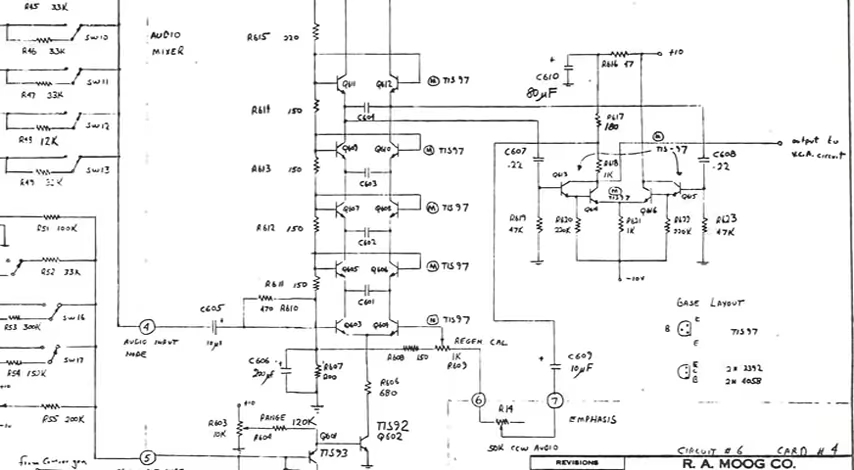 R45 33K
R46 33K
SW10
R47 33K
SW11
R48 12K
SW12
R49
SW13
R51 100K
R52 33K
R53 300K
SW16
R54 150K
SW17
+10
R55 200K
AUDIO
MIXER
R615 220
Q611 Q612
M TIS97
R614 150
C604
Q609 Q610
M TIS97
R613 150
C603
Q607 Q608
M TIS97
R612 150
C602
Q605 Q606
M TIS97
R611 150
C601
470 R610
C605
10µF
4
AUDIO INPUT
NODE
Q603 Q604
M TIS97
REGEN CAL
R608 150
1K
R609
C606
200µF
R607
200
R606
680
+10
R603
10K
RANGE 120K
R604
Q601
TIS93
TIS92
Q602
5
+10
R616 47
C610
80µF
R617
180
R618
1K
M
TIS-97
output to
V.C.A. circuit
C607
.22
C608
.22
Q613
Q614
M
TIS97
Q616
Q615
R619
47K
R620
220K
R621
1K
R622
220K
R623
47K
-10V
BASE LAYOUT
B C E TIS97
E C B
2N 3392
2N 4058
C609
10µF
6
7
R14
EMPHASIS
50K CCW AUDIO
CIRCUIT #6 CARD #4
REVISIONS
R. A. MOOG CO.